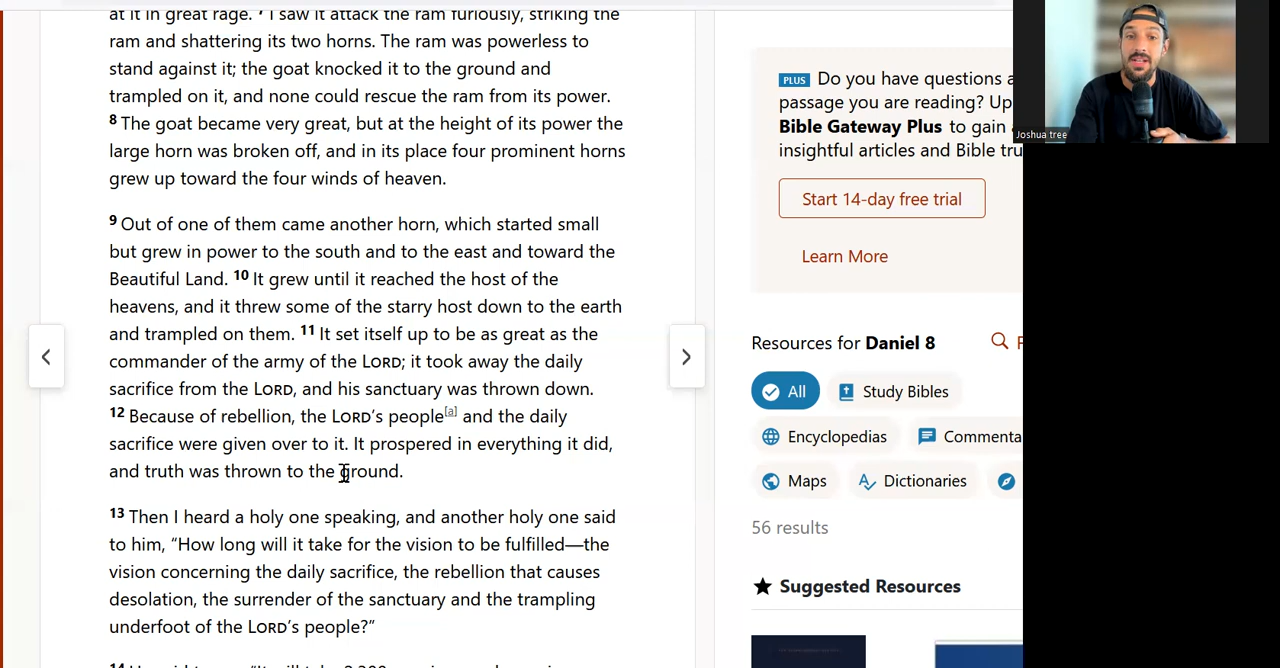 at it in great rage. 7 I saw it attack the ram furiously, striking the
ram and shattering its two horns. The ram was powerless to
stand against it; the goat knocked it to the ground and
trampled on it, and none could rescue the ram from its power.
8 The goat became very great, but at the height of its power the
large horn was broken off, and in its place four prominent horns
grew up toward the four winds of heaven.
9 Out of one of them came another horn, which started small
but grew in power to the south and to the east and toward the
Beautiful Land. 10 It grew until it reached the host of the
heavens, and it threw some of the starry host down to the earth
and trampled on them. 11 It set itself up to be as great as the
commander of the army of the LORD; it took away the daily
sacrifice from the LORD, and his sanctuary was thrown down.
12 Because of rebellion, the LORD's people[a] and the daily
sacrifice were given over to it. It prospered in everything it did,
and truth was thrown to the ground.
13 Then I heard a holy one speaking, and another holy one said
to him, “How long will it take for the vision to be fulfilled—the
vision concerning the daily sacrifice, the rebellion that causes
desolation, the surrender of the sanctuary and the trampling
underfoot of the LORD's people?”
PLUS Do you have questions a
passage you are reading? Up
Bible Gateway Plus to gain
insightful articles and Bible tru
Start 14-day free trial
Learn More
Resources for Daniel 8
F
All
Study Bibles
Encyclopedias
Commenta
Maps
Dictionaries
56 results
Suggested Resources
Joshua tree